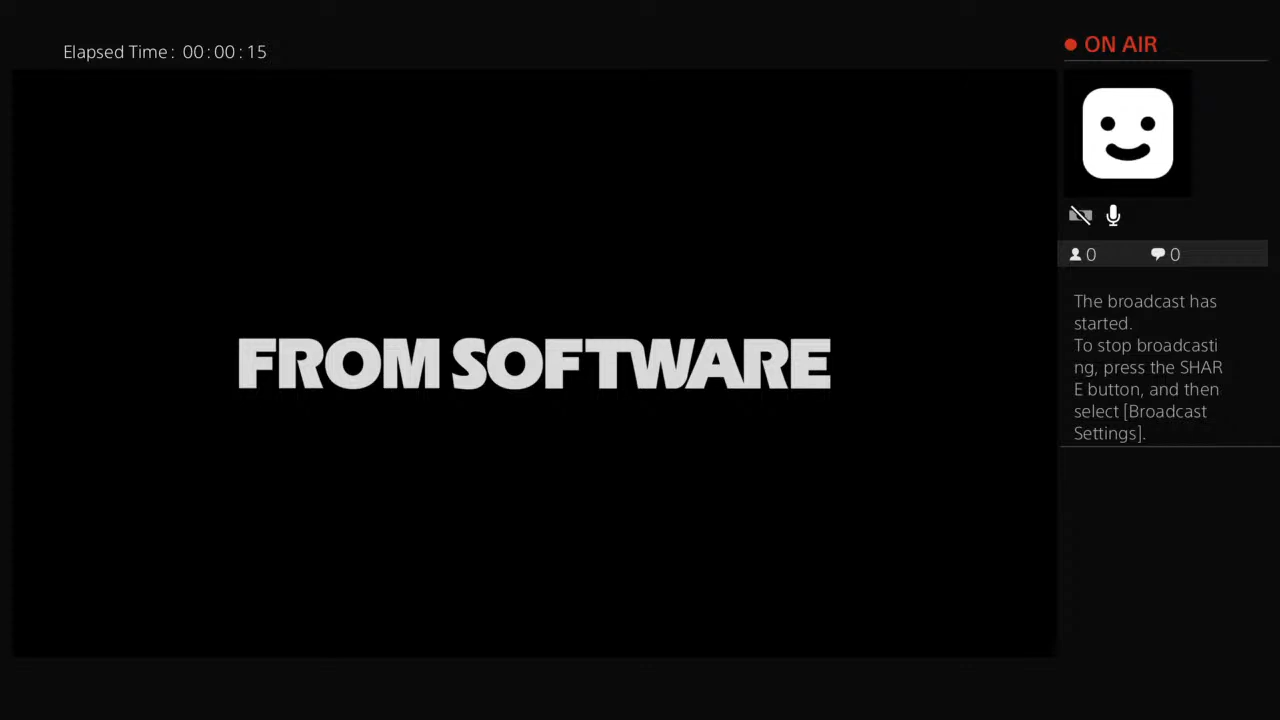 Elapsed Time: 00:00:15
ON AIR
0 0
FROM SOFTWARE
The broadcast has
started.
To stop broadcasti
ng, press the SHAR
E button, and then
select [Broadcast
Settings].